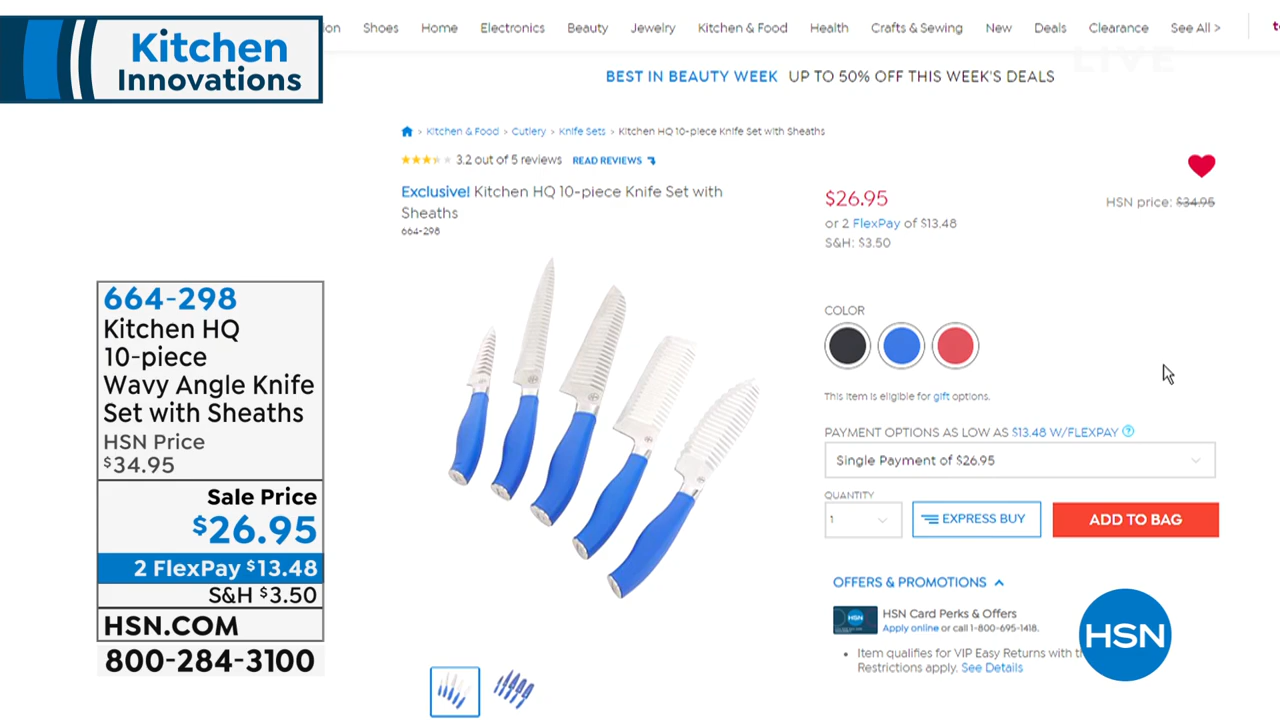 Kitchen
Innovations
Shoes
Home
Electronics
Beauty
Jewelry
Kitchen & Food
Health
Crafts & Sewing
New
Deals
Clearance
See All >
LIVE
BEST IN BEAUTY WEEK UP TO 50% OFF THIS WEEK'S DEALS
> Kitchen & Food > Cutlery > Knife Sets > Kitchen HQ 10-piece Knife Set with Sheaths
3.2 out of 5 reviews READ REVIEWS
Exclusive! Kitchen HQ 10-piece Knife Set with
Sheaths
664-298
$26.95
HSN price: $34.95
or 2 FlexPay of $13.48
S&H: $3.50
COLOR
This item is eligible for gift options.
PAYMENT OPTIONS AS LOW AS $13.48 W/FLEXPAY ?
Single Payment of $26.95
QUANTITY
1
EXPRESS BUY
ADD TO BAG
OFFERS & PROMOTIONS
HSN
HSN Card Perks & Offers
Apply online or call 1-800-695-1418.
• Item qualifies for VIP Easy Returns with
Restrictions apply. See Details
HSN
664-298
Kitchen HQ
10-piece
Wavy Angle Knife
Set with Sheaths
HSN Price
$34.95
Sale Price
$26.95
2 FlexPay $13.48
S&H $3.50
HSN.COM
800-284-3100